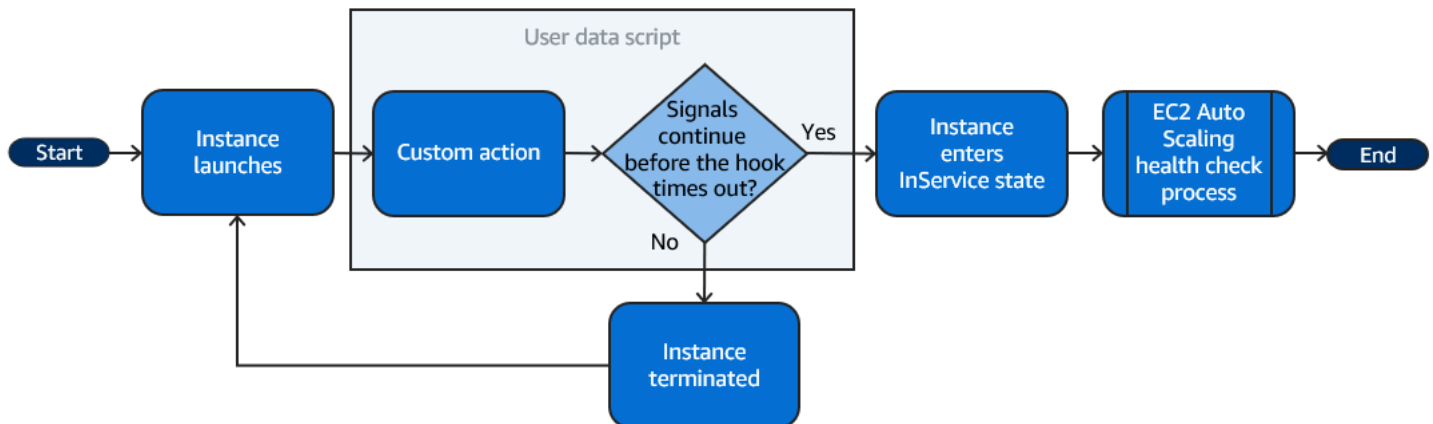 User data script
Start
Instance
launches
Custom action
Signals
continue
before the hook
times out?
Yes
No
Instance
enters
InService state
EC2 Auto
Scaling
health check
process
End
Instance
terminated